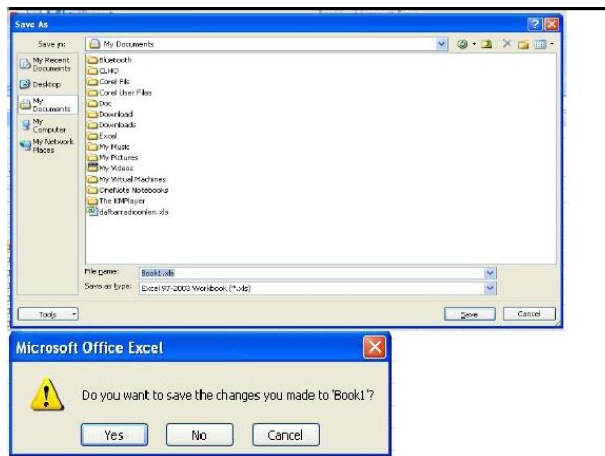 Save As
Save in: My Documents
My Recent
Documents
Desktop
My
Documents
My
Computer
My Network
Places
Bluetooth
CLHO
Corel File
Corel User Files
Doc
Download
Downloads
Excel
My Music
My Pictures
My Videos
My Virtual Machines
OneNote Notebooks
The KMPlayer
daftarradioonlen.xls
File name: Book1.xls
Save as type: Excel 97-2003 Workbook (*.xls)
Tools Save Cancel
Microsoft Office Excel
Do you want to save the changes you made to 'Book1'?
Yes No Cancel